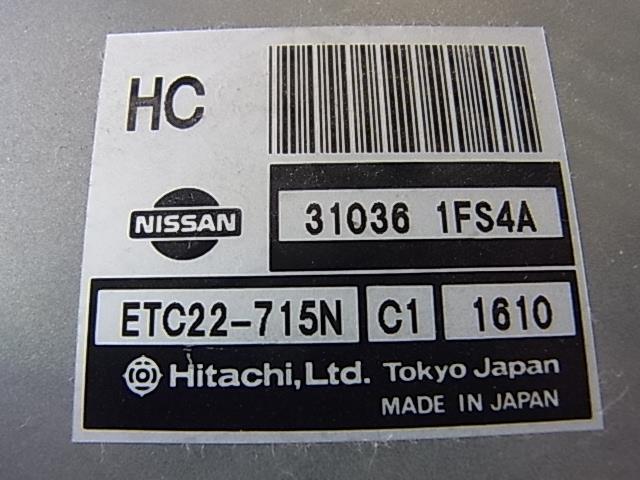 HC
NISSAN
31036 1FS4A
ETC22-715N C1 1610
Hitachi, Ltd. Tokyo Japan
MADE IN JAPAN